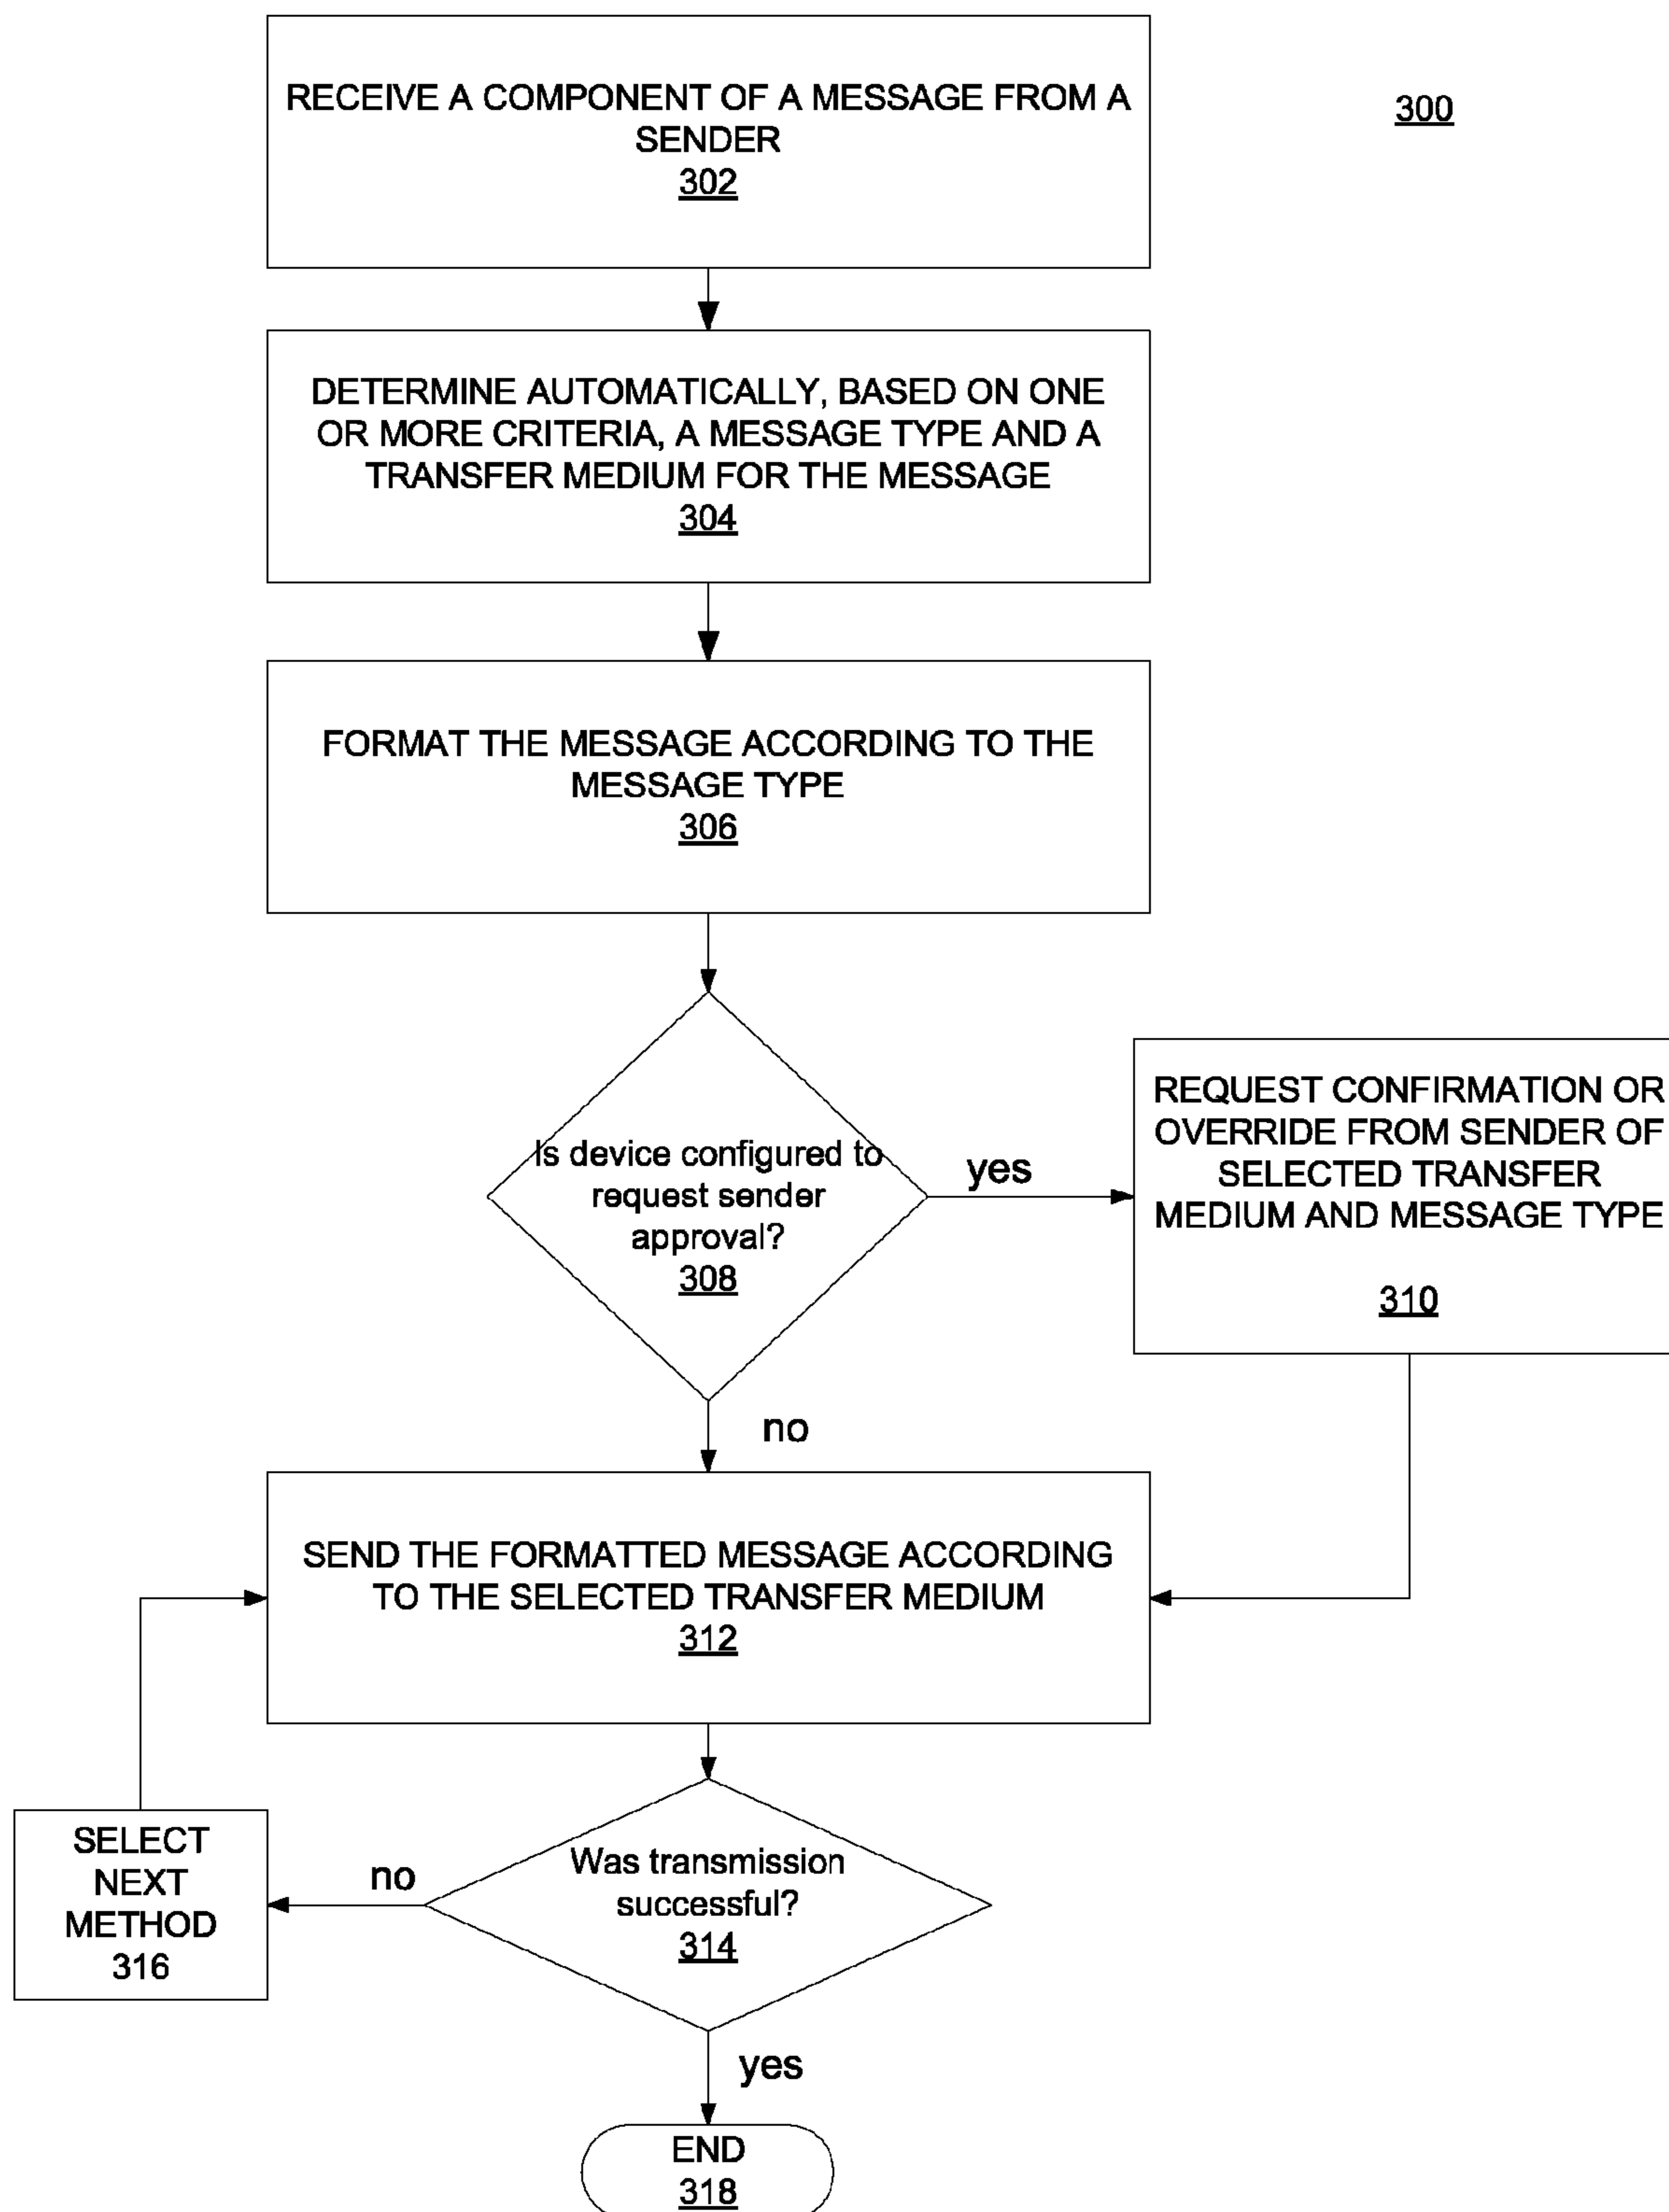 RECEIVE A COMPONENT OF A MESSAGE FROM A
SENDER
302
300
DETERMINE AUTOMATICALLY, BASED ON ONE
OR MORE CRITERIA, A MESSAGE TYPE AND A
TRANSFER MEDIUM FOR THE MESSAGE
304
FORMAT THE MESSAGE ACCORDING TO THE
MESSAGE TYPE
306
Is device configured to
request sender
approval?
308
yes
REQUEST CONFIRMATION OR
OVERRIDE FROM SENDER OF
SELECTED TRANSFER
MEDIUM AND MESSAGE TYPE
310
no
SEND THE FORMATTED MESSAGE ACCORDING
TO THE SELECTED TRANSFER MEDIUM
312
Was transmission
successful?
314
no
SELECT
NEXT
METHOD
316
yes
END
318